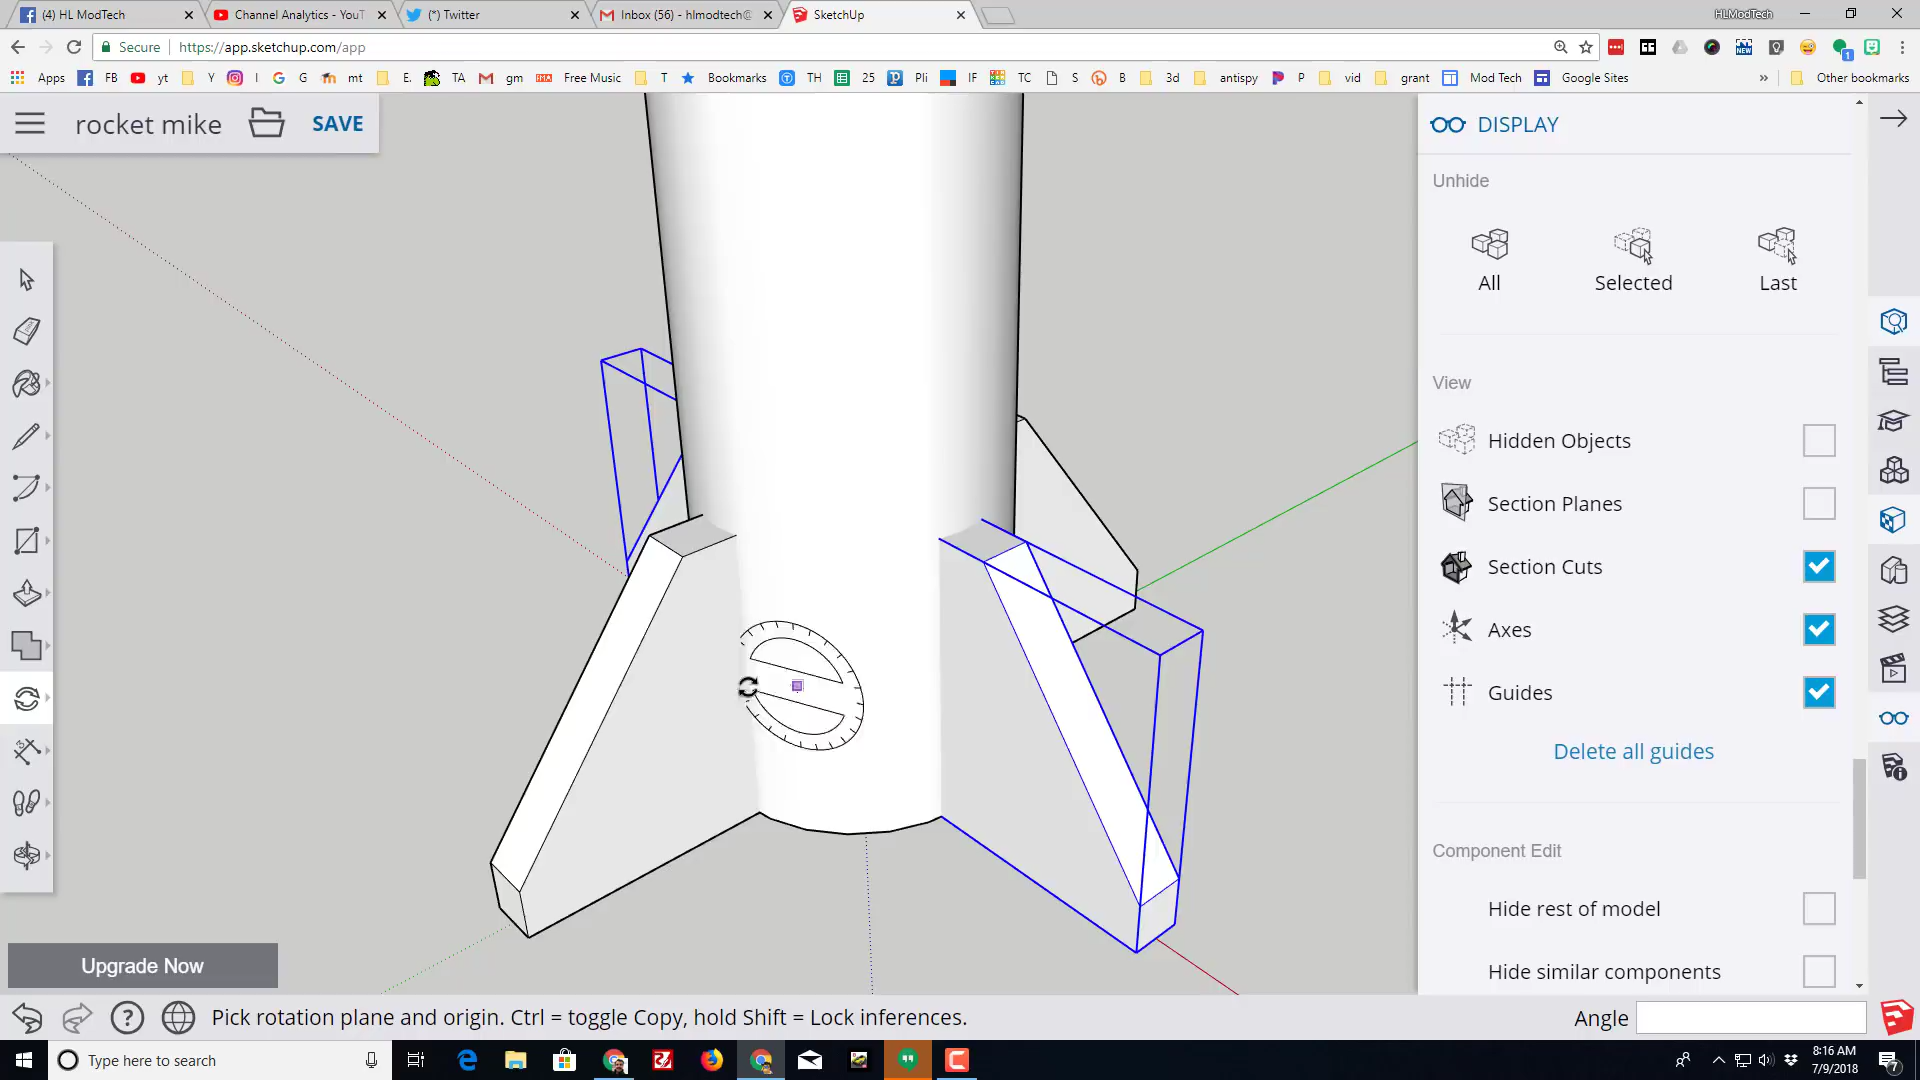 (4) HL ModTech
Channel Analytics - YouT
(*) Twitter
Inbox (56) - hlmodtech@
SketchUp
HLModTech
Secure
https://app.sketchup.com/app
Apps
FB
yt
Y
I
G
mt
E.
TA
gm
Free Music
T
Bookmarks
TH
25
Pli
IF
TC
S
B
3d
antispy
P
vid
grant
Mod Tech
Google Sites
»
Other bookmarks
rocket mike
SAVE
DISPLAY
Unhide
All
Selected
Last
View
Hidden Objects
Section Planes
Section Cuts
Axes
Guides
Delete all guides
Component Edit
Hide rest of model
Hide similar components
Upgrade Now
Pick rotation plane and origin. Ctrl = toggle Copy, hold Shift = Lock inferences.
Angle
Type here to search
8:16 AM
7/9/2018